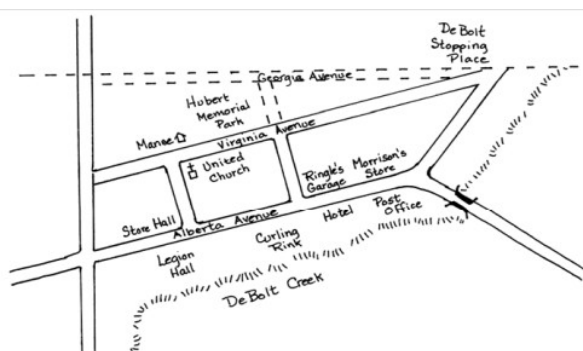 DeBolt
Stopping
Place
Georgia Avenue
Hubert
Memorial
Park
Manse
Virginia Avenue
United
Church
Ringle's
Garage
Morrison's
Store
Store Hall
Alberta Avenue
Legion
Hall
Curling
Rink
Hotel
Post
Office
DeBolt Creek